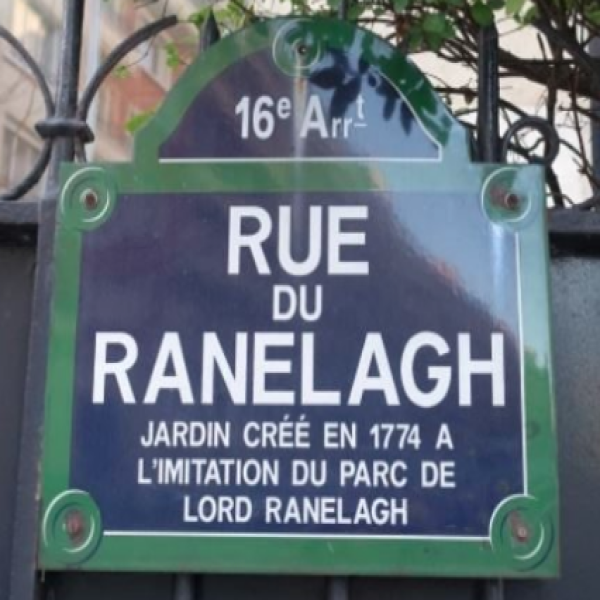 16e Arrt
RUE
DU
RANELAGH
JARDIN CRÉÉ EN 1774 A
L'IMITATION DU PARC DE
LORD RANELAGH